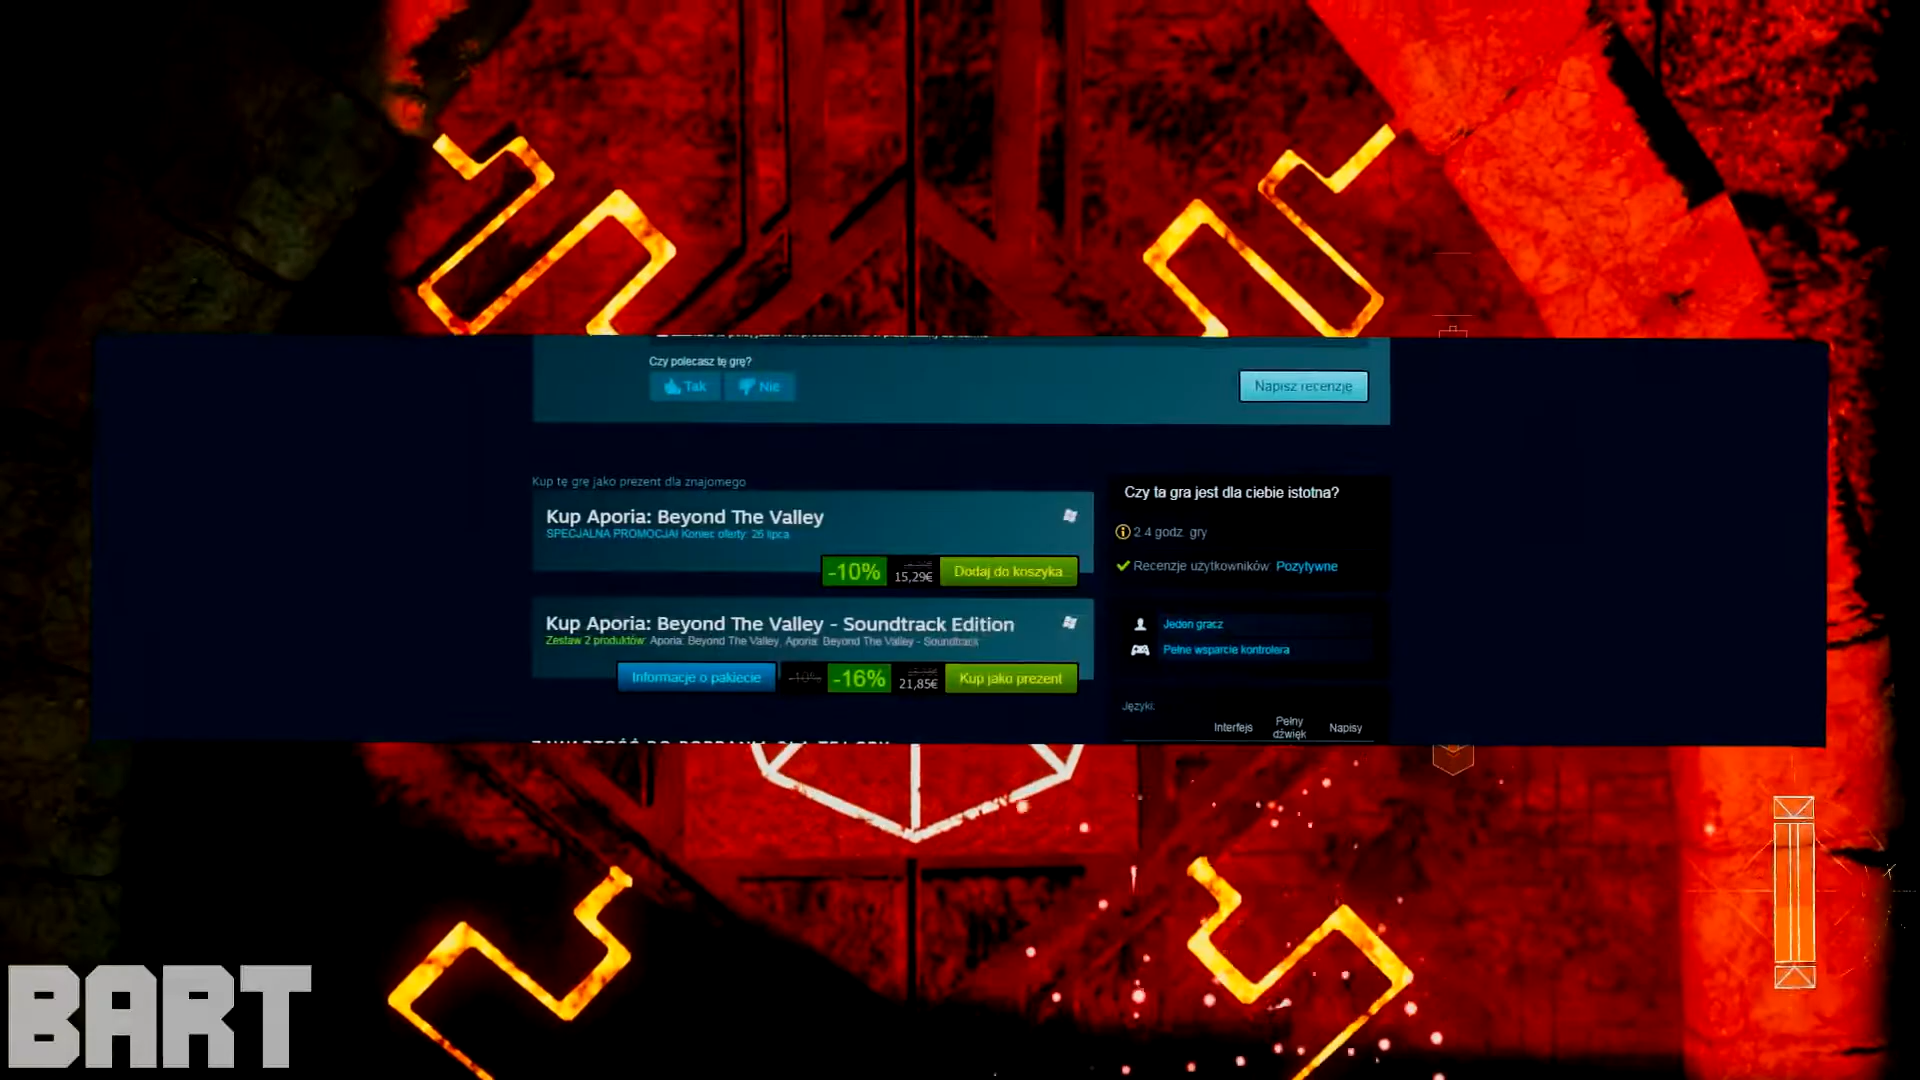 Czy polecasz tę grę?
Tak
Nie
Napisz recenzję
Kup tę grę jako prezent dla znajomego
Kup Aporia: Beyond The Valley
SPECJALNA PROMOCJA! Koniec oferty: 26 lipca
-10%
15,29€
Dodaj do koszyka
Kup Aporia: Beyond The Valley - Soundtrack Edition
Zestaw 2 produktów: Aporia: Beyond The Valley, Aporia: Beyond The Valley - Soundtrack
Informacje o pakiecie
-10%
-16%
21,85€
Kup jako prezent
Czy ta gra jest dla ciebie istotna?
2.4 godz. gry
Recenzje użytkowników: Pozytywne
Jeden gracz
Pełne wsparcie kontrolera
Języki:
Interfejs
Pełny dźwięk
Napisy
BART